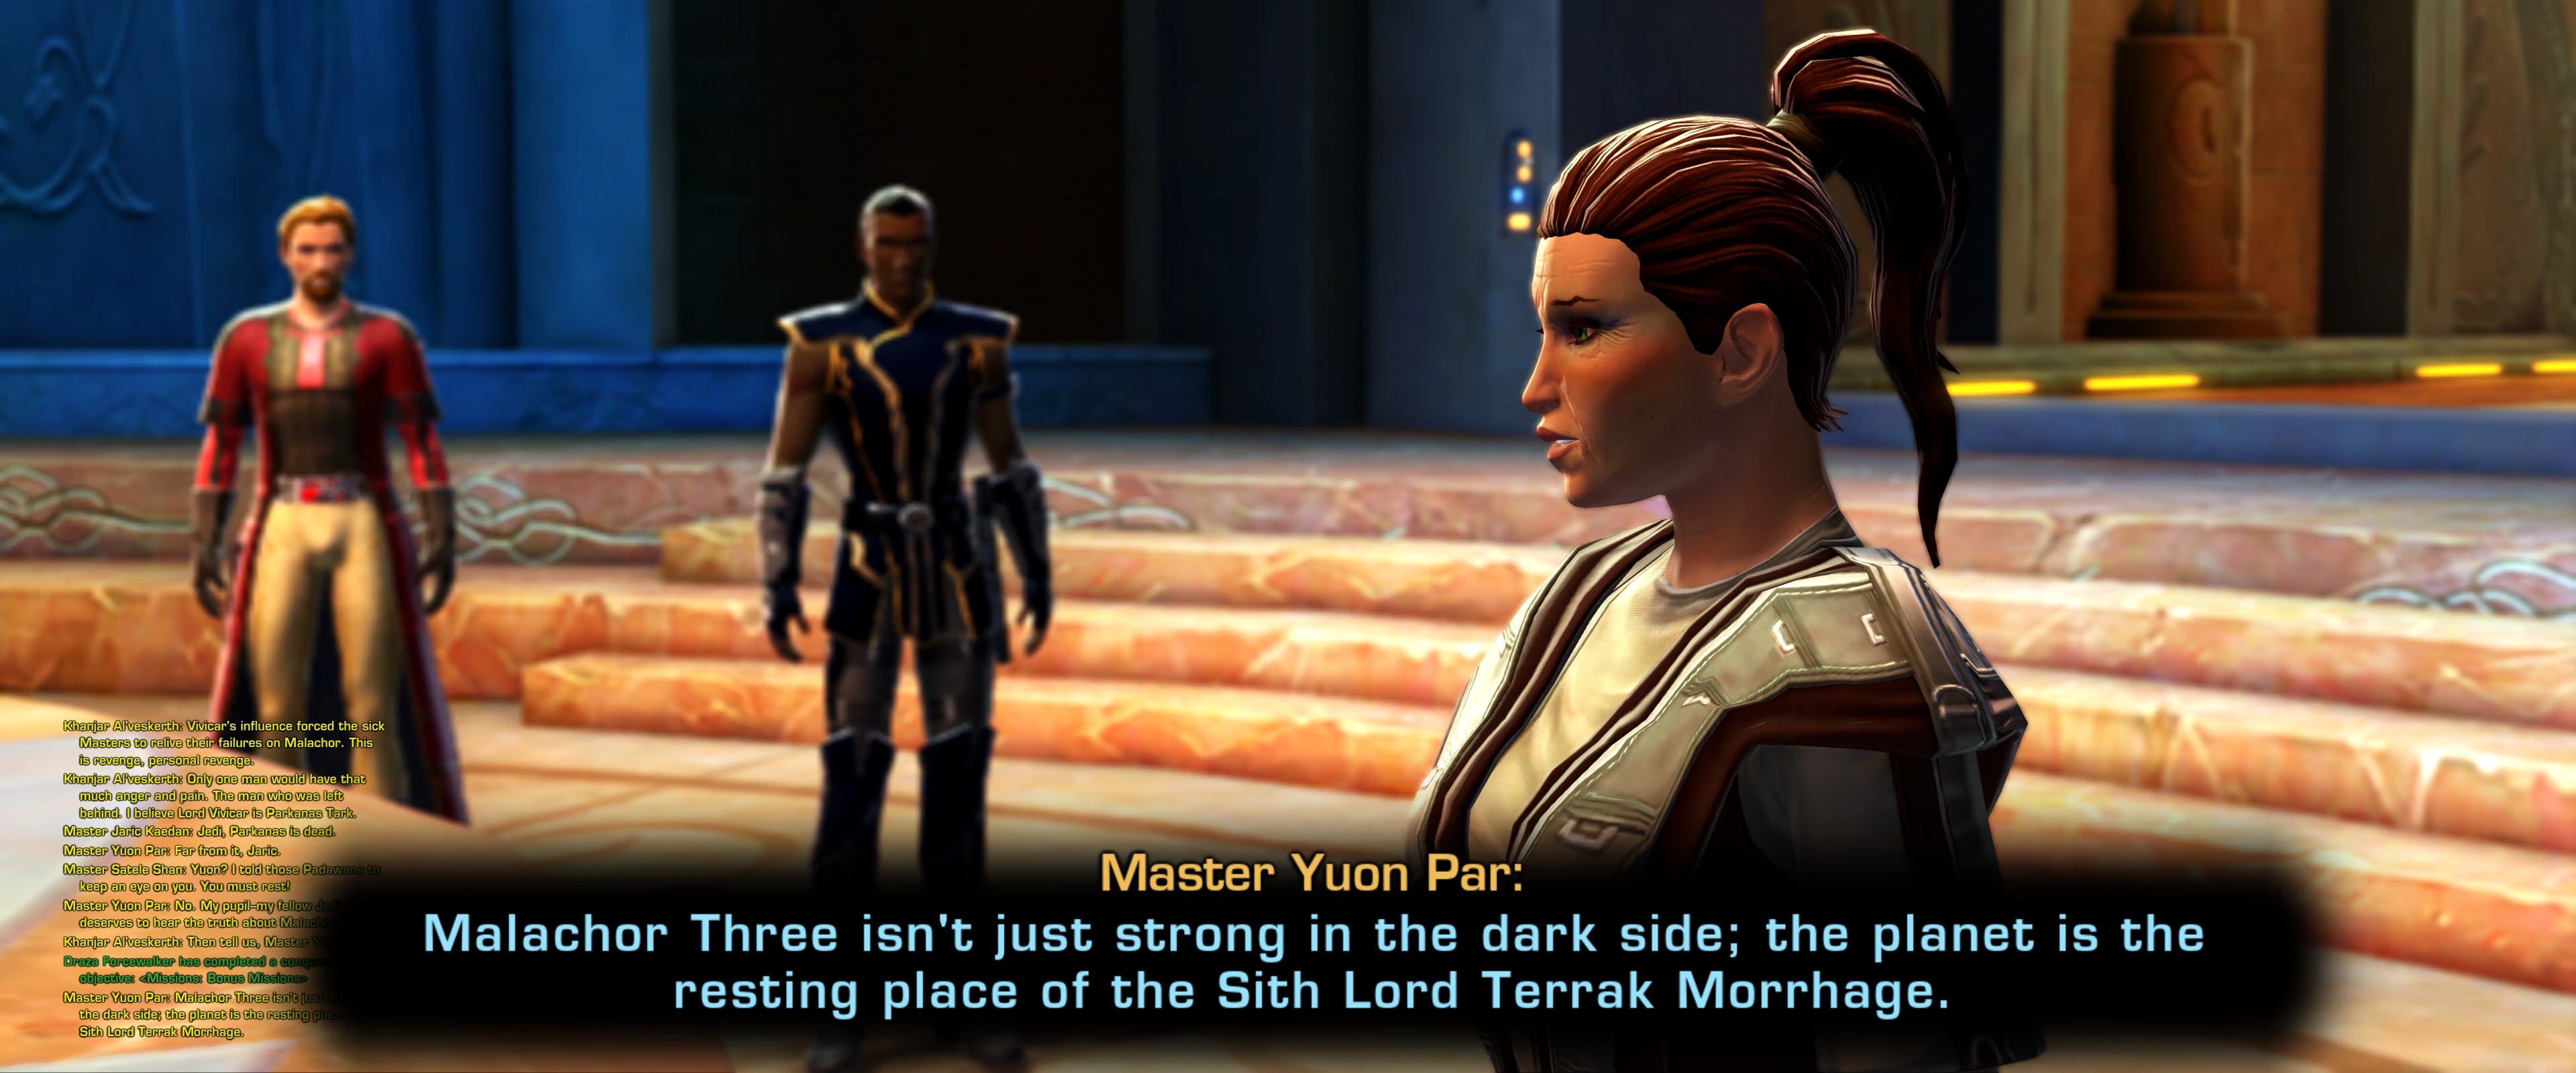 Khanjar Al'veskerth: Vivicar's influence forced the sick
Masters to relive their failures on Malachor. This
is revenge, personal revenge.
Khanjar Al'veskerth: Only one man would have that
much anger and pain. The man who was left
behind. I believe Lord Vivicar is Parkanas Tark.
Master Jaric Kaedan: Jedi, Parkanas is dead.
Master Yuon Par: Far from it, Jaric.
Master Satele Shan: Yuon? I told those Padawans to
keep an eye on you. You must rest!
Master Yuon Par: No. My pupil–my fellow
deserves to hear the truth about
Khanjar Al'veskerth: Then tell us, Master
Draza Forcewalker has completed a
objective: <Missions: Bonus Missions>
Master Yuon Par: Malachor Three isn't just
the dark side; the planet is the resting
Sith Lord Terrak Morrhage.
Master Yuon Par:
Malachor Three isn't just strong in the dark side; the planet is the
resting place of the Sith Lord Terrak Morrhage.